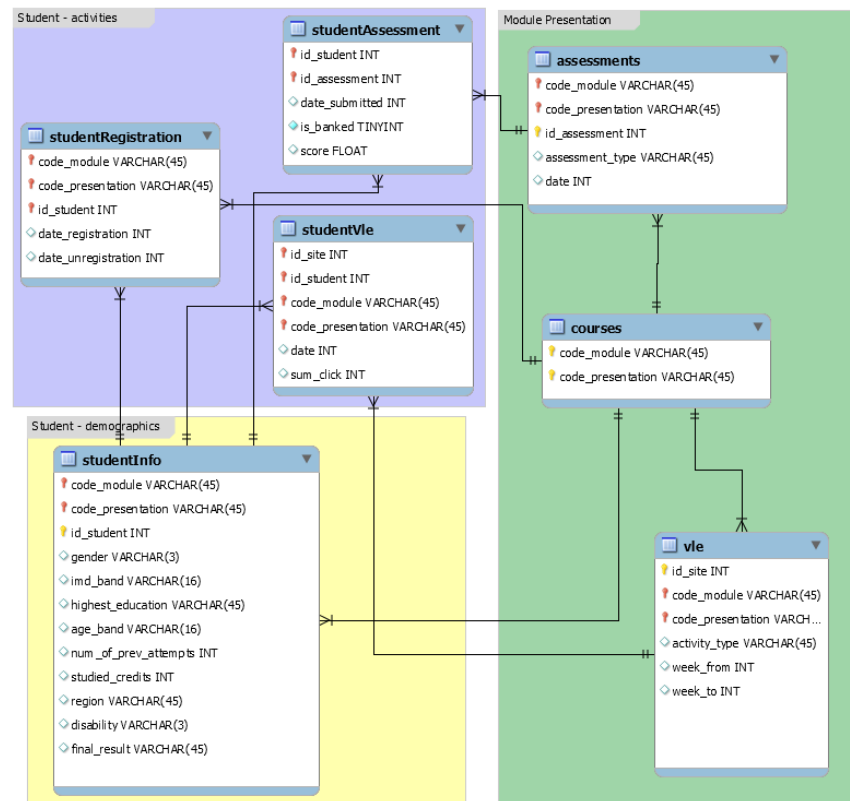 Student - activities
studentAssessment
id_student INT
id_assessment INT
date_submitted INT
is_banked TINYINT
score FLOAT
studentRegistration
code_module VARCHAR(45)
code_presentation VARCHAR(45)
id_student INT
date_registration INT
date_unregistration INT
studentVle
id_site INT
id_student INT
code_module VARCHAR(45)
code_presentation VARCHAR(45)
date INT
sum_click INT
Student - demographics
studentInfo
code_module VARCHAR(45)
code_presentation VARCHAR(45)
id_student INT
gender VARCHAR(3)
imd_band VARCHAR(16)
highest_education VARCHAR(45)
age_band VARCHAR(16)
num_of_prev_attempts INT
studied_credits INT
region VARCHAR(45)
disability VARCHAR(3)
final_result VARCHAR(45)
Module Presentation
assessments
code_module VARCHAR(45)
code_presentation VARCHAR(45)
id_assessment INT
assessment_type VARCHAR(45)
date INT
courses
code_module VARCHAR(45)
code_presentation VARCHAR(45)
vle
id_site INT
code_module VARCHAR(45)
code_presentation VARCH...
activity_type VARCHAR(45)
week_from INT
week_to INT